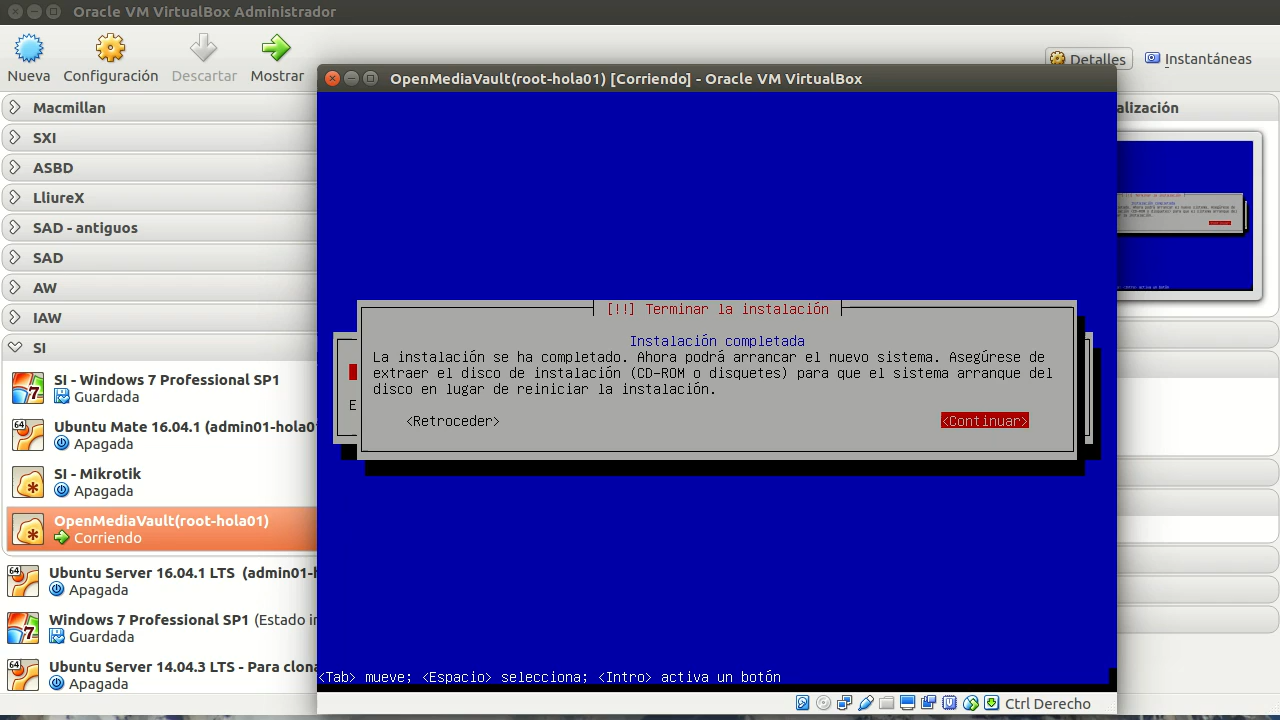 Oracle VM VirtualBox Administrador
Nueva
Configuración
Descartar
Mostrar
Detalles
Instantáneas
Macmillan
SXI
ASBD
LliureX
SAD - antiguos
SAD
AW
IAW
SI
SI - Windows 7 Professional SP1
Guardada
Ubuntu Mate 16.04.1 (admin01-hola0
Apagada
SI - Mikrotik
Apagada
OpenMediaVault(root-hola01)
Corriendo
Ubuntu Server 16.04.1 LTS (admin01-h
Apagada
Windows 7 Professional SP1 (Estado in
Guardada
Ubuntu Server 14.04.3 LTS - Para clona
Apagada
alización
OpenMediaVault(root-hola01) [Corriendo] - Oracle VM VirtualBox
[!!] Terminar la instalación
Instalación completada
La instalación se ha completado. Ahora podrá arrancar el nuevo sistema. Asegúrese de
extraer el disco de instalación (CD-ROM o disquetes) para que el sistema arranque del
disco en lugar de reiniciar la instalación.
E
<Retroceder>
<Continuar>
<Tab> mueve; <Espacio> selecciona; <Intro> activa un botón
Ctrl Derecho